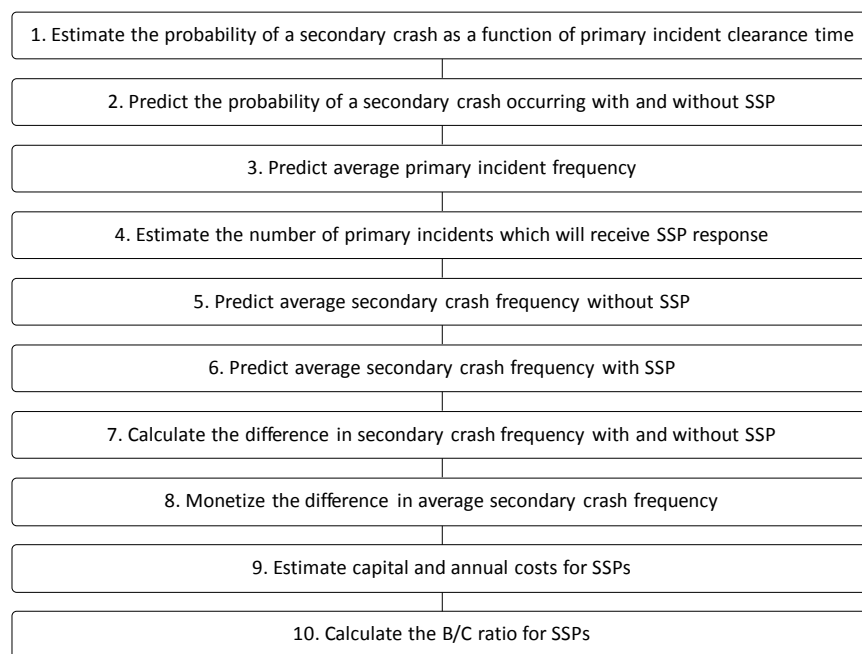 1. Estimate the probability of a secondary crash as a function of primary incident clearance time
2. Predict the probability of a secondary crash occurring with and without SSP
3. Predict average primary incident frequency
4. Estimate the number of primary incidents which will receive SSP response
5. Predict average secondary crash frequency without SSP
6. Predict average secondary crash frequency with SSP
7. Calculate the difference in secondary crash frequency with and without SSP
8. Monetize the difference in average secondary crash frequency
9. Estimate capital and annual costs for SSPs
10. Calculate the B/C ratio for SSPs